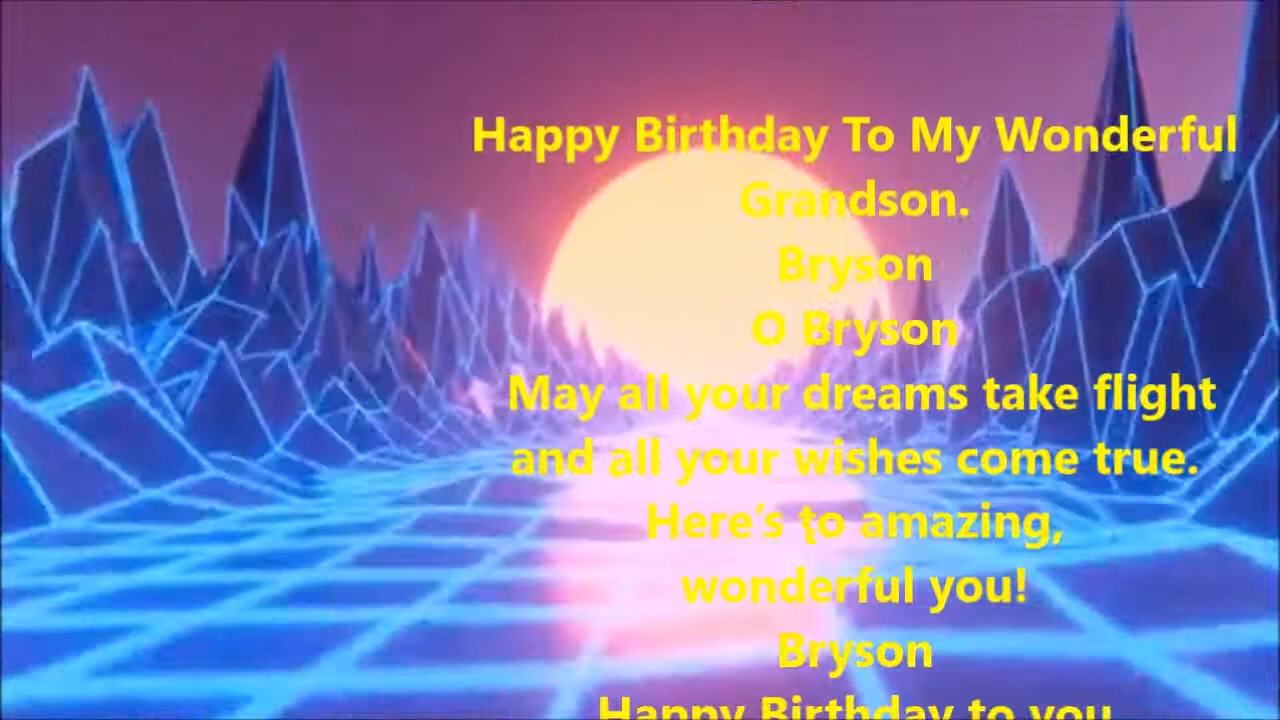 Happy Birthday To My Wonderful
Grandson.
Bryson
O Bryson
May all your dreams take flight
and all your wishes come true.
Here's to amazing,
wonderful you!
Bryson
Happy Birthday to you